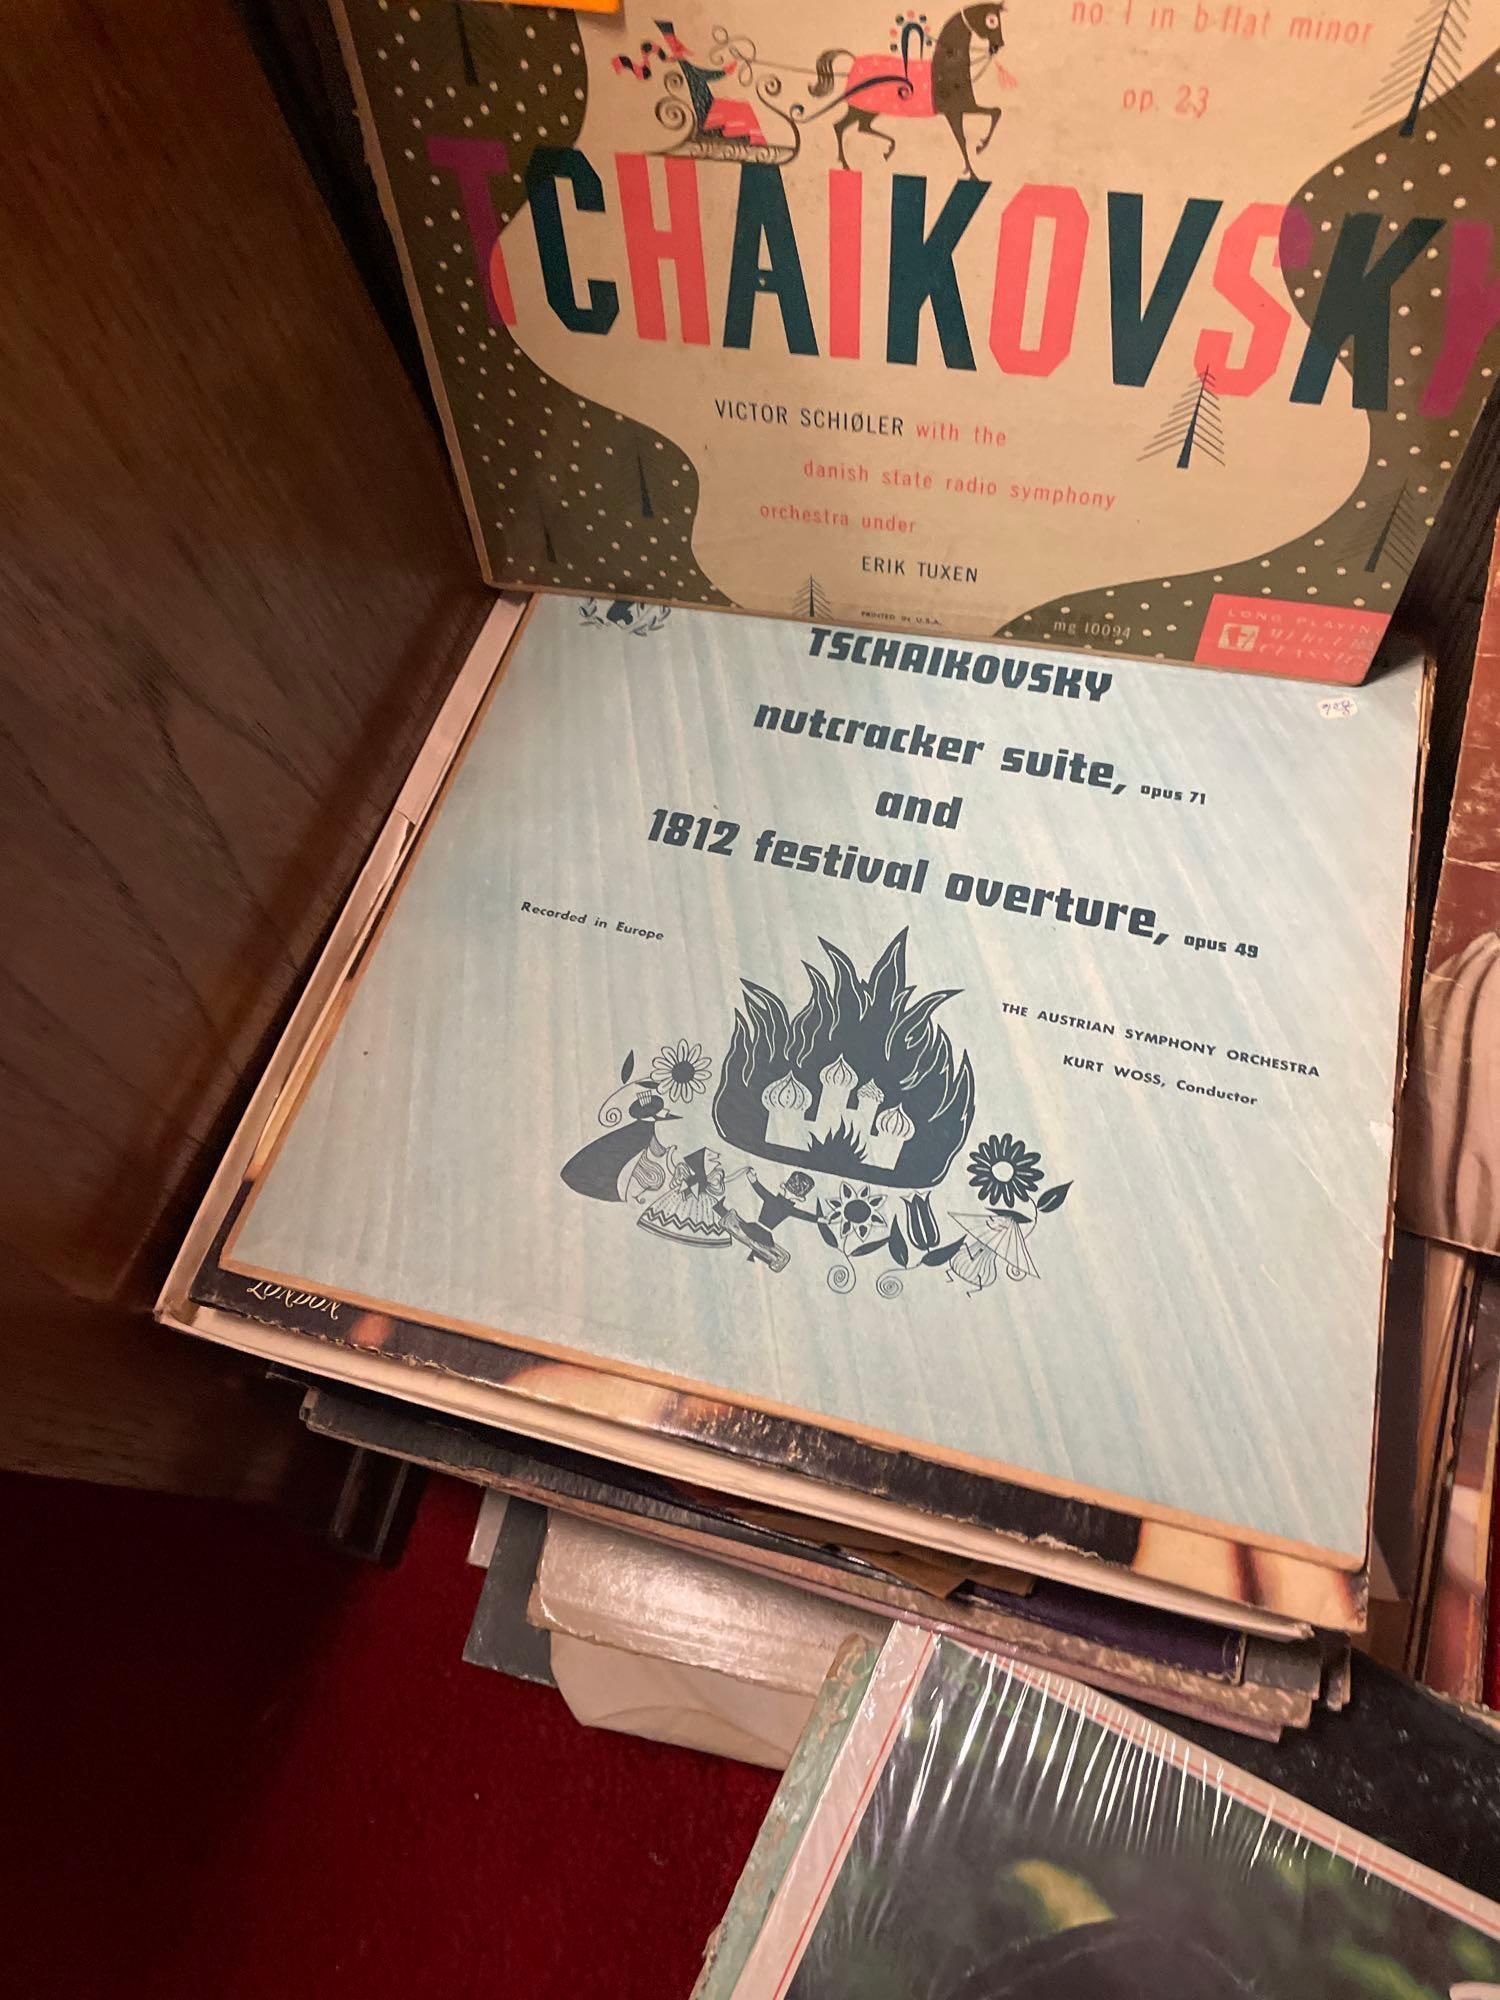 no. 1 in b-flat minor
op. 23
TCHAIKOVSKY
VICTOR SCHIØLER with the
danish state radio symphony
orchestra under
ERIK TUXEN
PRINTED IN U.S.A.
mg 10094
LONG PLAYING
CLASSICS
TSCHAIKOVSKY
nutcracker suite, opus 71
and
1812 festival overture, opus 49
Recorded in Europe
THE AUSTRIAN SYMPHONY ORCHESTRA
KURT WOSS, Conductor
LONDON